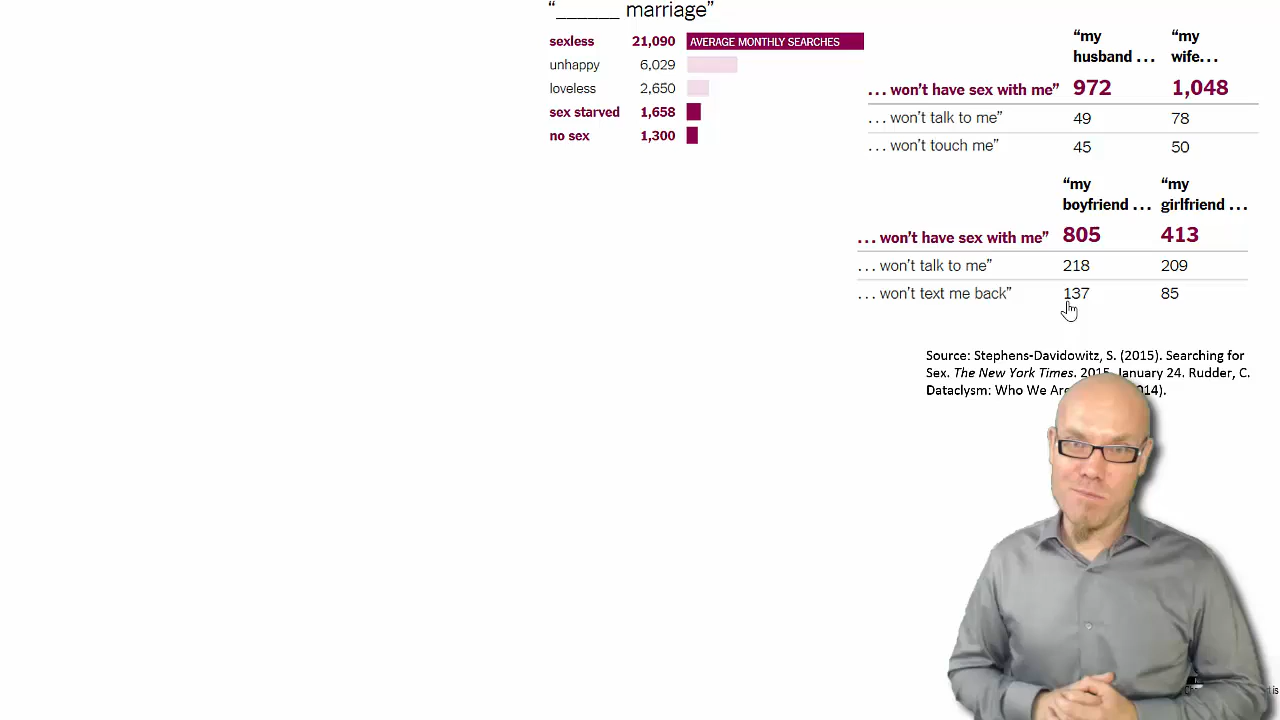 “______ marriage”
sexless 21,090 AVERAGE MONTHLY SEARCHES
unhappy 6,029
loveless 2,650
sex starved 1,658
no sex 1,300
“my “my
husband . . . wife. . .
. . . won’t have sex with me” 972 1,048
. . . won’t talk to me” 49 78
. . . won’t touch me” 45 50
“my “my
boyfriend . . . girlfriend . . .
. . . won’t have sex with me” 805 413
. . . won’t talk to me” 218 209
. . . won’t text me back” 137 85
Source: Stephens-Davidowitz, S. (2015). Searching for
Sex. The New York Times. 2015, January 24. Rudder, C.
Dataclysm: Who We Are 14).